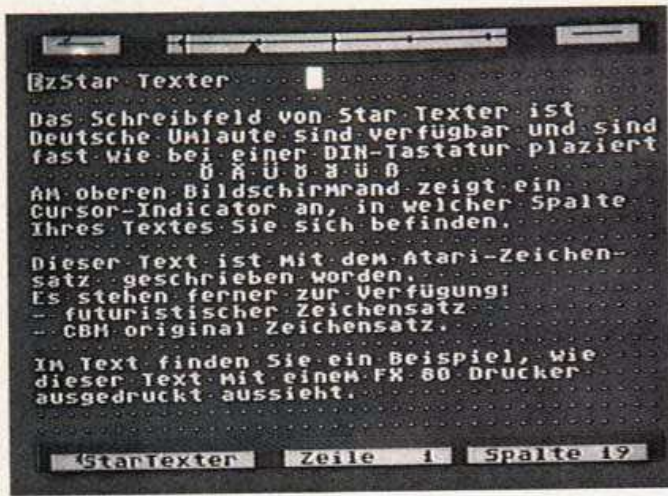 EzStar Texter
Das Schreibfeld von Star Texter ist
Deutsche Umlaute sind verfügbar und sind
fast wie bei einer DIN-Tastatur plaziert
Ö Ä Ü ö ä ü ß
Am oberen Bildschirmrand zeigt ein
Cursor-Indicator an, in welcher Spalte
Ihres Textes Sie sich befinden.
Dieser Text ist mit dem Atari-Zeichen-
satz geschrieben worden.
Es stehen ferner zur Verfügung:
- futuristischer Zeichensatz
- CBM original Zeichensatz.
Im Text finden Sie ein Beispiel, wie
dieser Text mit einem FX 80 Drucker
ausgedruckt aussieht.
StarTexter Zeile 1 Spalte 19